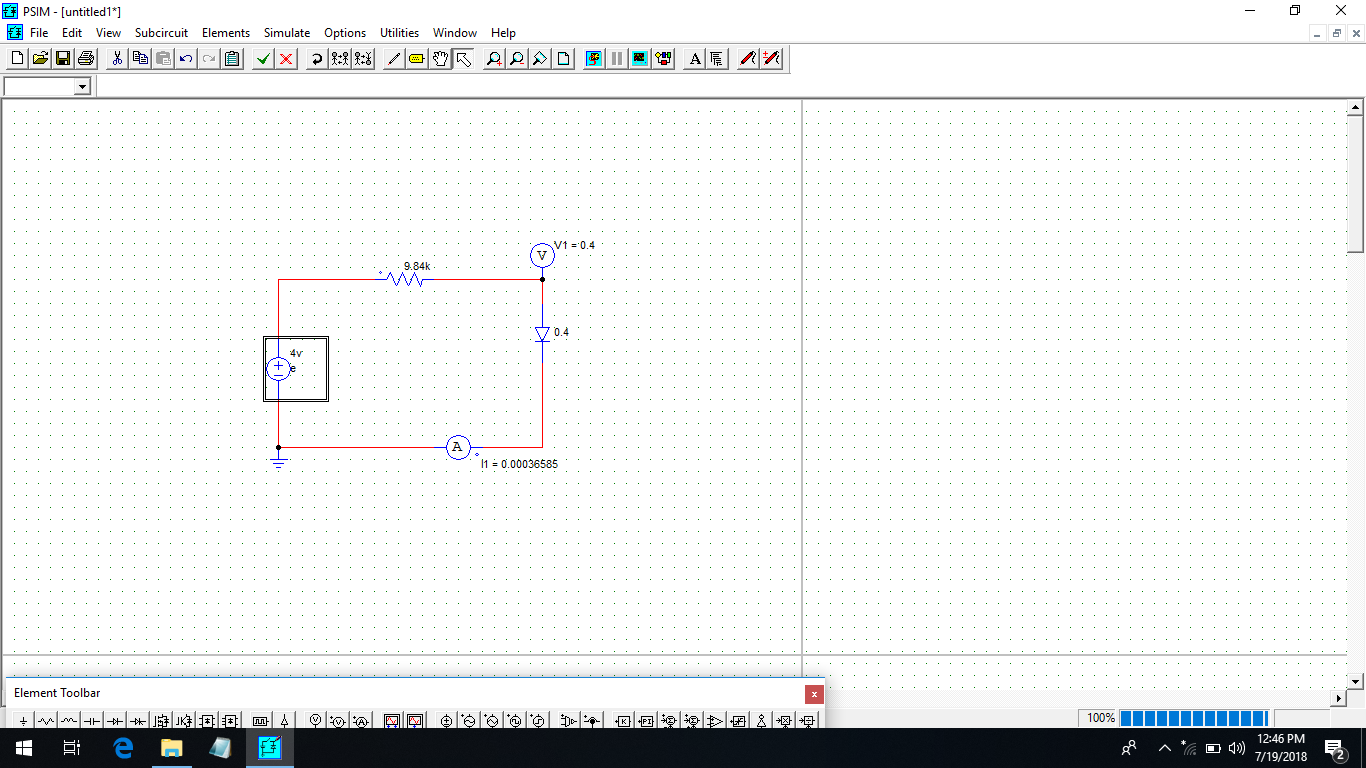 PSIM - [untitled1*]
File Edit View Subcircuit Elements Simulate Options Utilities Window Help
A
V1 = 0.4
V
9.84k
0.4
4v
e
A
I1 = 0.00036585
Element Toolbar
100%
12:46 PM
7/19/2018
2